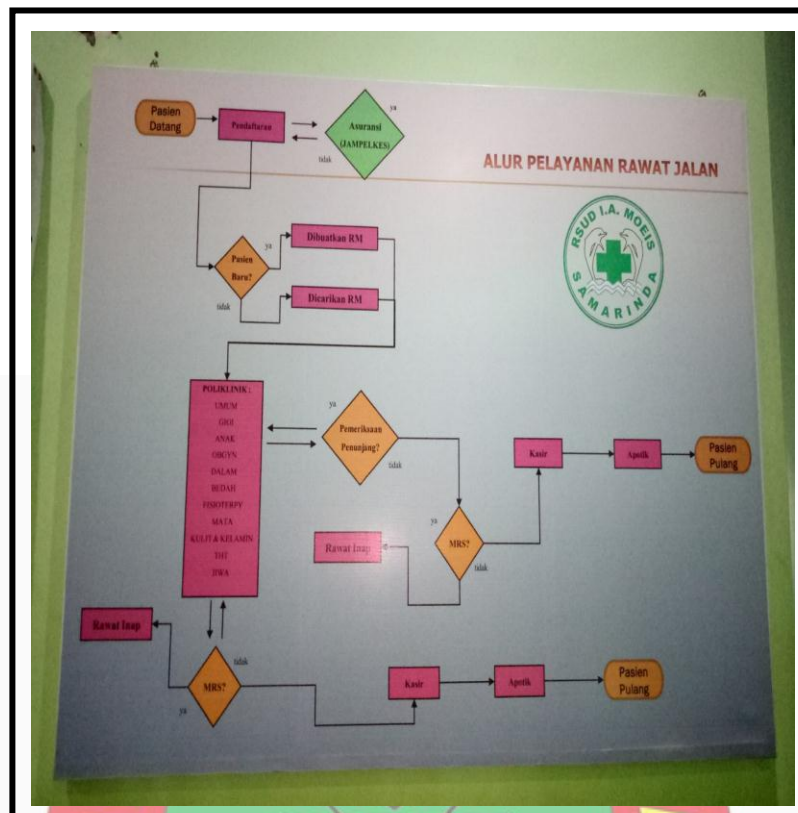 Pasien
Datang
Pendaftaran
ya
Asuransi
(JAMPELKES)
tidak
ALUR PELAYANAN RAWAT JALAN
RSUD I.A. MOEIS
SAMARINDA
Pasien
Baru?
ya
tidak
Dibuatkan RM
Dicarikan RM
POLIKLINIK :
UMUM
GIGI
ANAK
OBGYN
DALAM
BEDAH
FISIOTERPY
MATA
KULIT & KELAMIN
THT
JIWA
ya
Pemeriksaan
Penunjang?
tidak
Kasir
Apotik
Pasien
Pulang
ya
MRS?
tidak
Rawat Inap
Rawat Inap
tidak
MRS?
ya
Kasir
Apotik
Pasien
Pulang